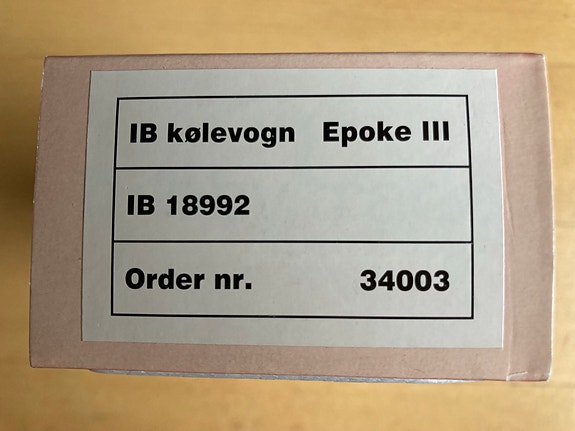 IB kølevogn Epoke III
IB 18992
Order nr. 34003